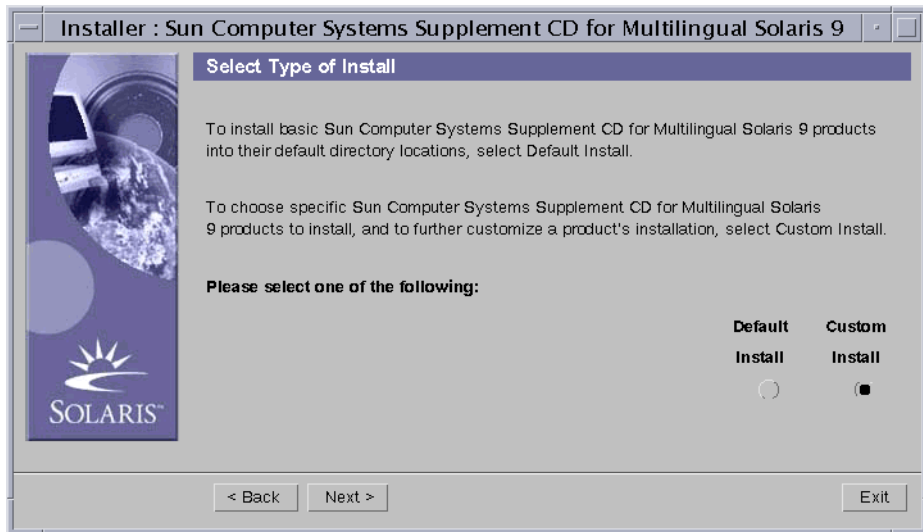 Installer : Sun Computer Systems Supplement CD for Multilingual Solaris 9
Select Type of Install
To install basic Sun Computer Systems Supplement CD for Multilingual Solaris 9 products
into their default directory locations, select Default Install.
To choose specific Sun Computer Systems Supplement CD for Multilingual Solaris
9 products to install, and to further customize a product's installation, select Custom Install.
Please select one of the following:
Default Custom
Install Install
SOLARIS™
< Back Next > Exit